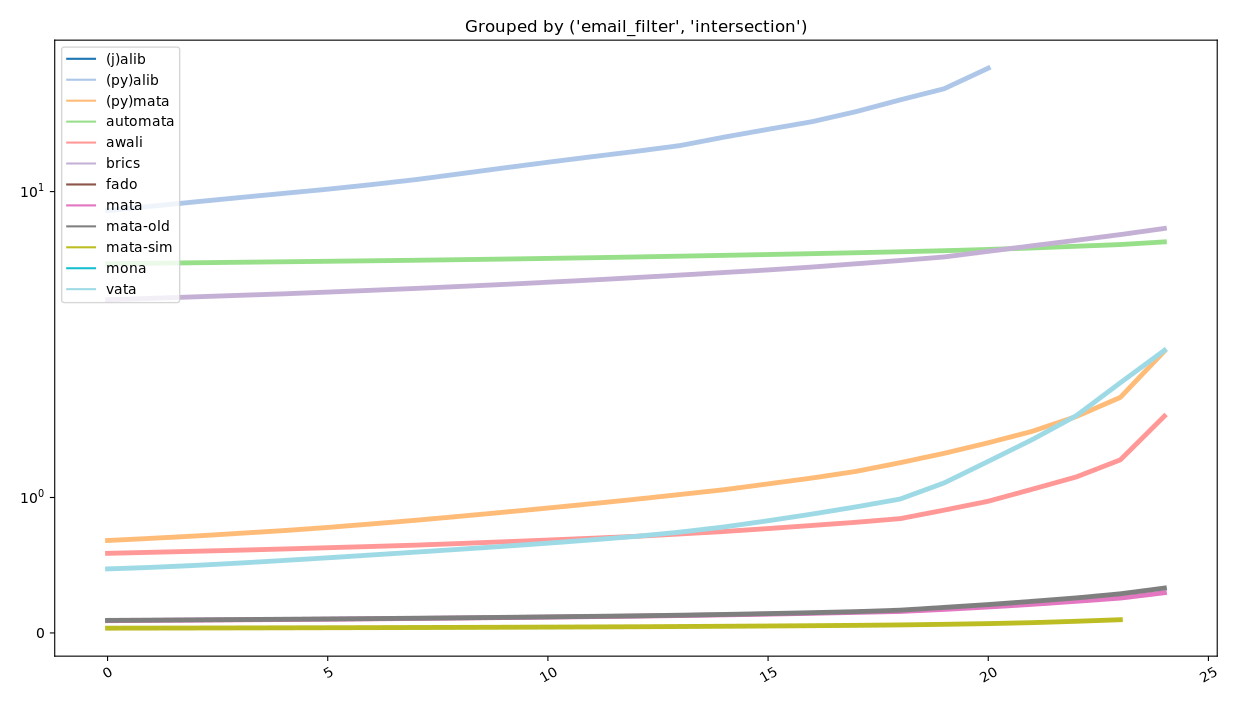 Grouped by ('email_filter', 'intersection')
(j)alib
(py)alib
(py)mata
automata
awali
brics
fado
mata
mata-old
mata-sim
mona
vata
10^1
10^0
0
0 5 10 15 20 25